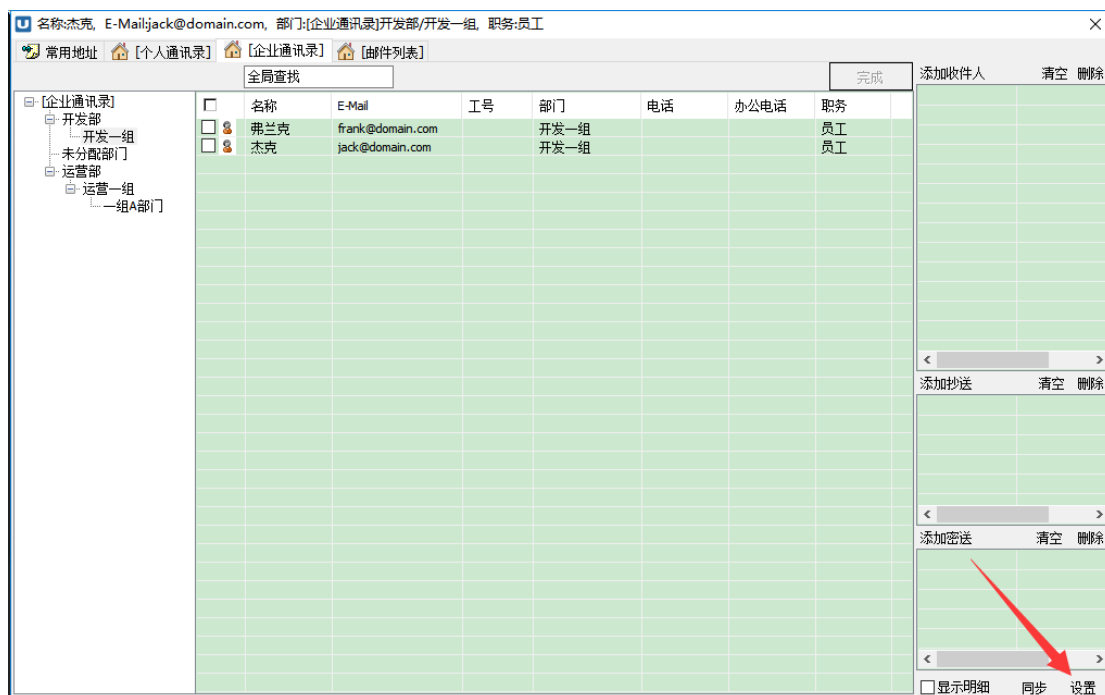 名称:杰克, E-Mail:jack@domain.com, 部门:[企业通讯录]开发部/开发一组, 职务:员工
常用地址 [个人通讯录] [企业通讯录] [邮件列表]
全局查找 完成
[企业通讯录]
开发部
开发一组
未分配部门
运营部
运营一组
一组A部门
名称 E-Mail 工号 部门 电话 办公电话 职务
弗兰克 frank@domain.com 开发一组 员工
杰克 jack@domain.com 开发一组 员工
添加收件人 清空 删除
添加抄送 清空 删除
添加密送 清空 删除
显示明细 同步 设置